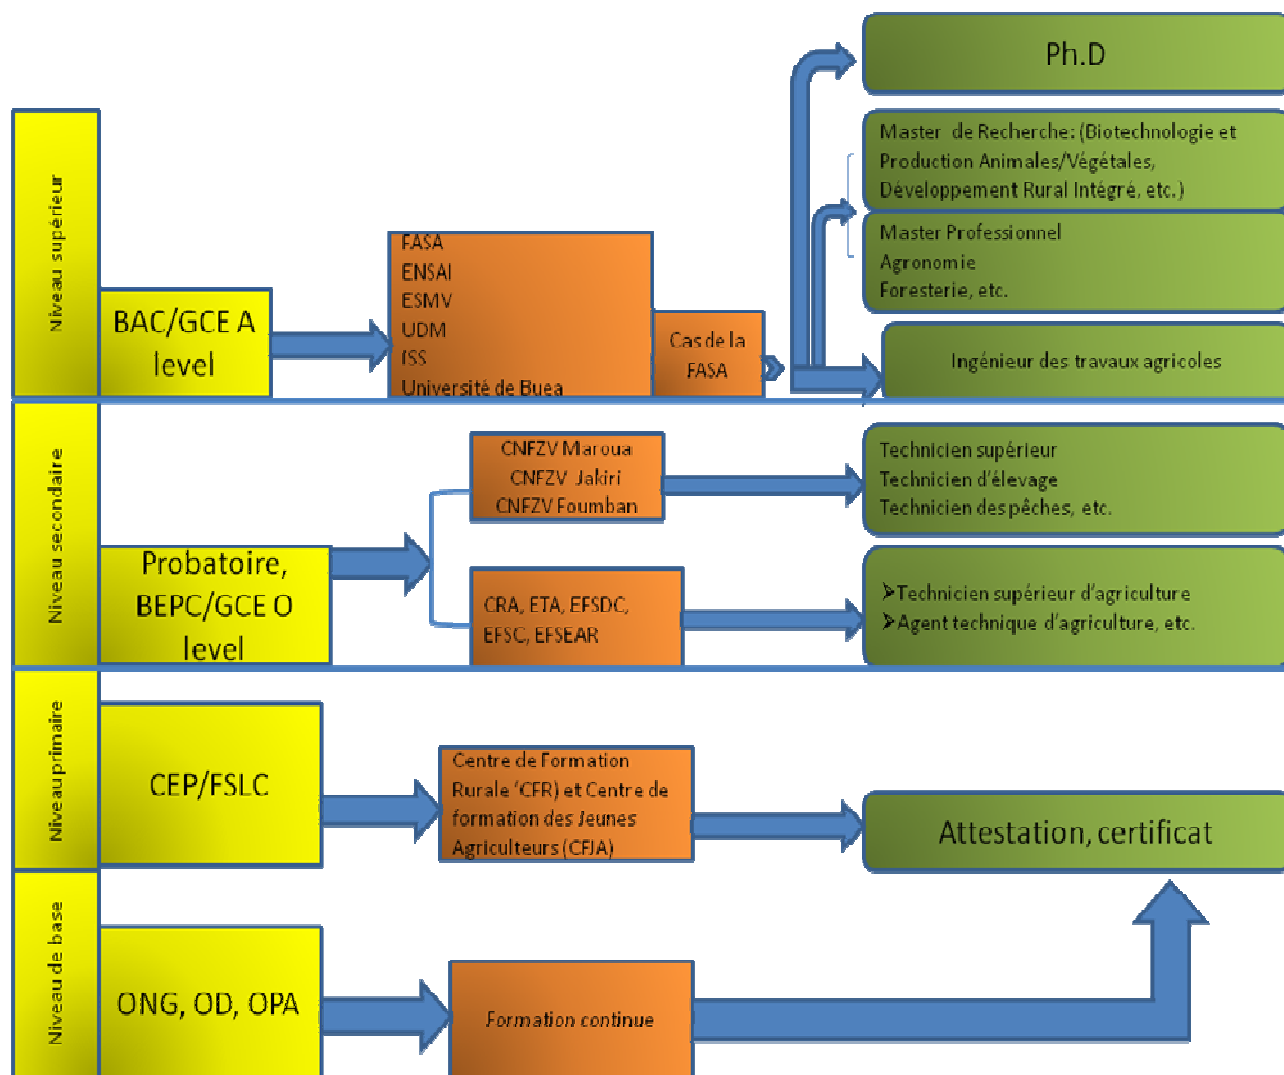 Ph.D
Master de Recherche: (Biotechnologie et
Production Animales/Végétales,
Développement Rural Intégré, etc.)
Master Professionnel
Agronomie
Foresterie, etc.
Niveau supérieur
BAC/GCE A
level
FASA
ENSAI
ESMV
UDM
ISS
Université de Buea
Cas de la
FASA
Ingénieur des travaux agricoles
Niveau secondaire
Probatoire,
BEPC/GCE O
level
CNFZV Maroua
CNFZV Jakiri
CNFZV Foumban
Technicien supérieur
Technicien d'élevage
Technicien des pêches, etc.
CRA, ETA, EFSDC,
EFSC, EFSEAR
➢Technicien supérieur d'agriculture
➢Agent technique d'agriculture, etc.
Niveau primaire
CEP/FSLC
Centre de Formation
Rurale 'CFR) et Centre de
formation des Jeunes
Agriculteurs (CFJA)
Attestation, certificat
Niveau de base
ONG, OD, OPA
Formation continue